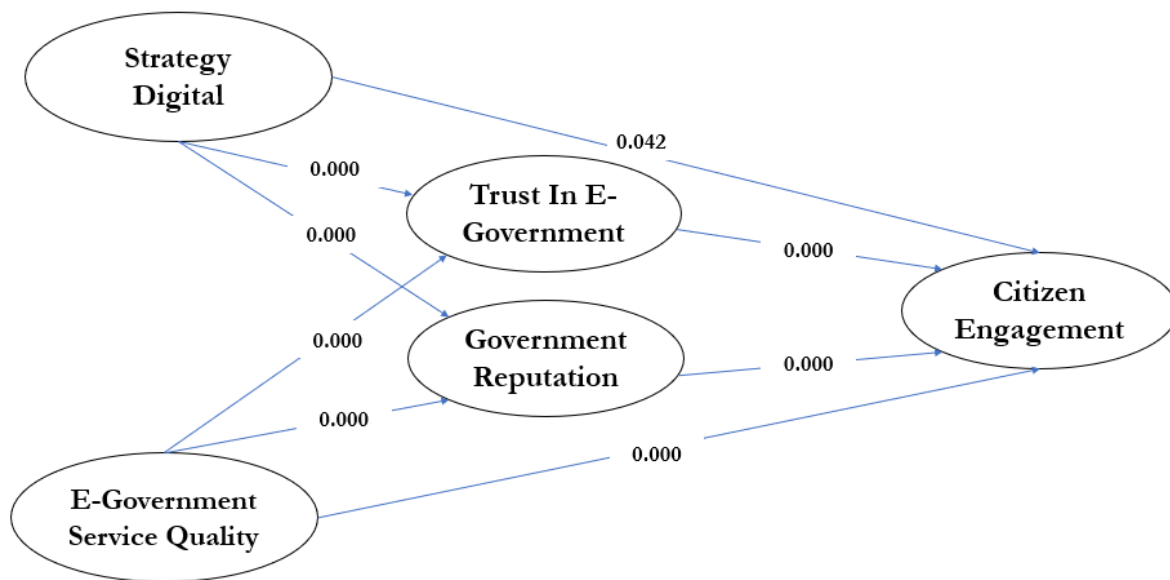 Strategy
Digital
0.042
0.000
Trust In E-
Government
0.000
0.000
Citizen
Engagement
0.000
Government
Reputation
0.000
0.000
0.000
E-Government
Service Quality